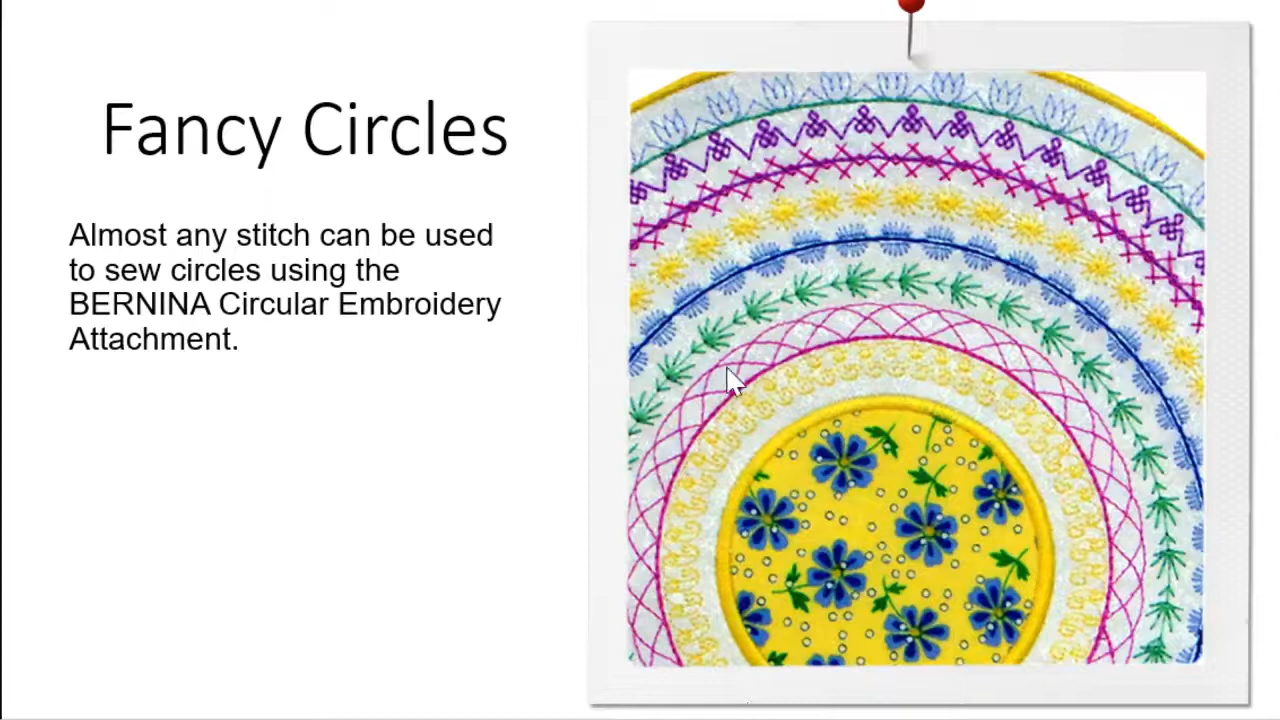 Fancy Circles
Almost any stitch can be used
to sew circles using the
BERNINA Circular Embroidery
Attachment.